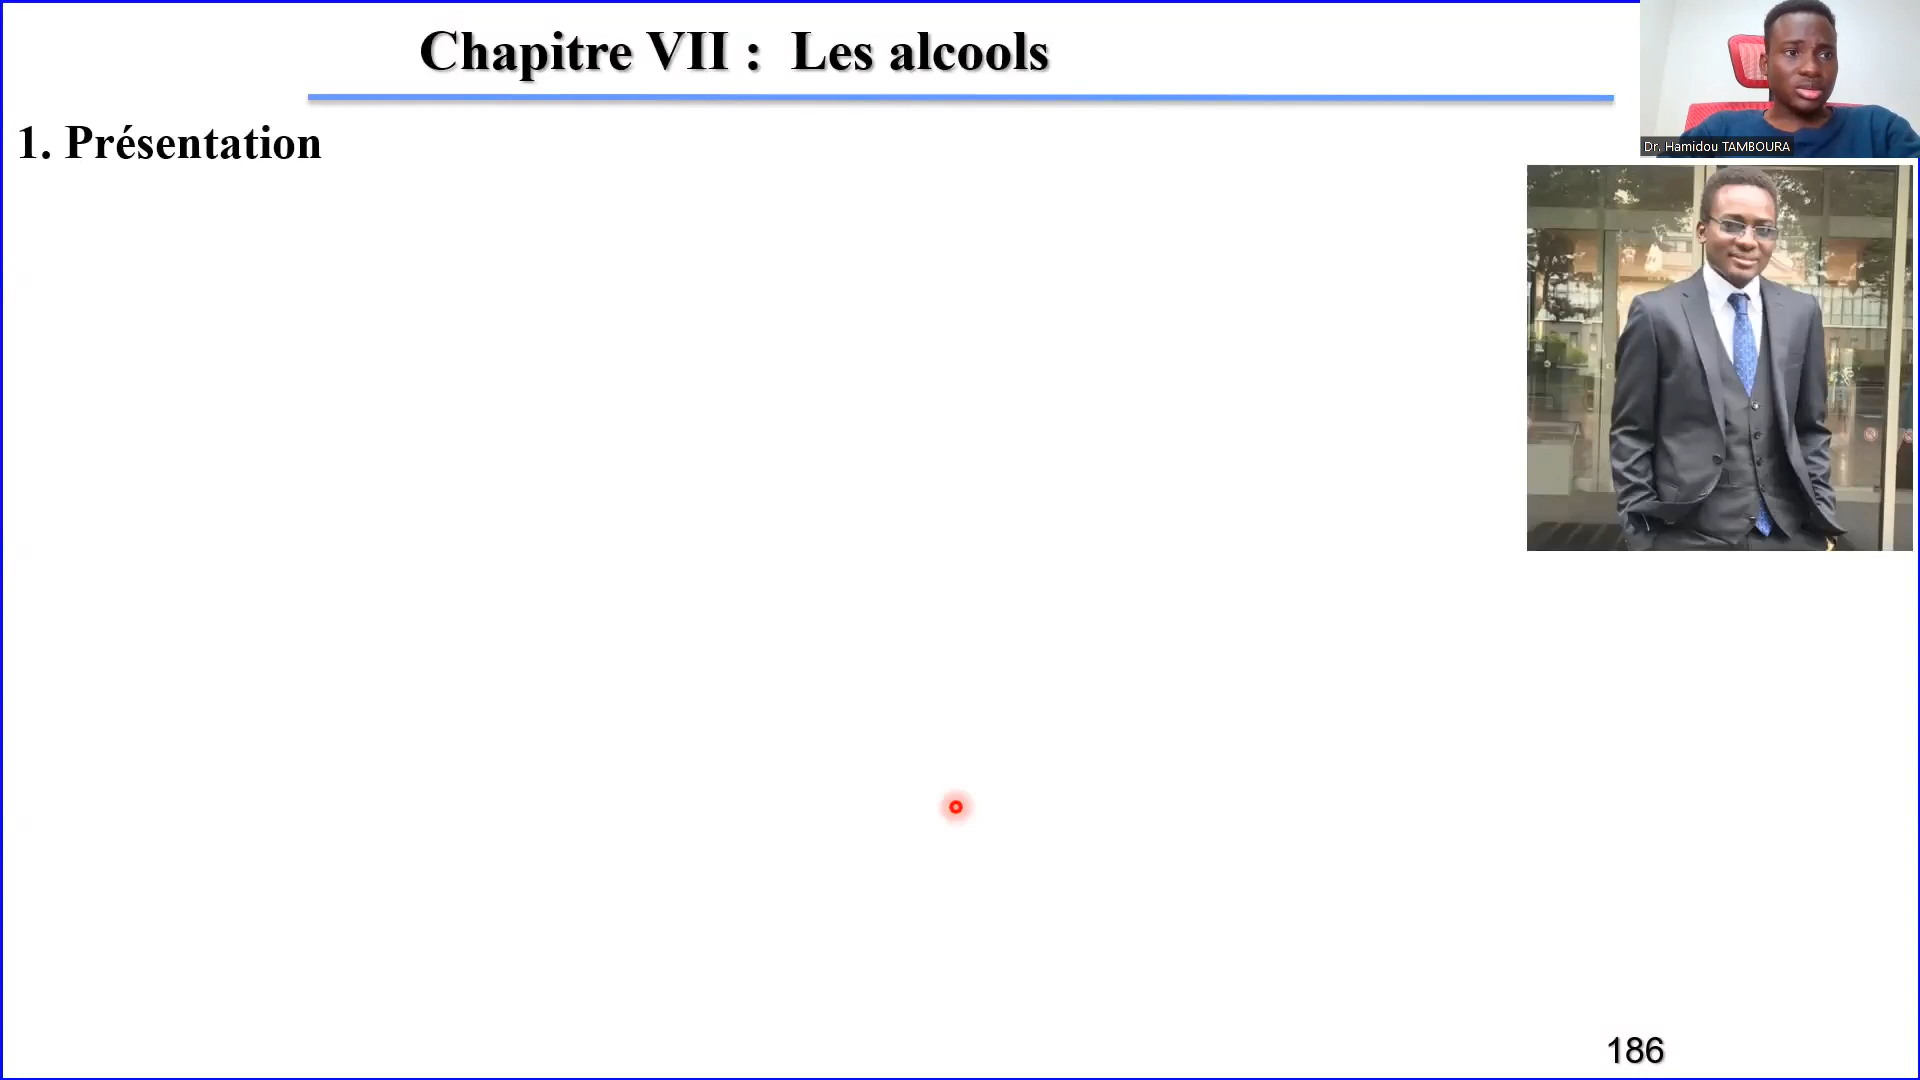 Chapitre VII : Les alcools
1. Présentation
Dr. Hamidou TAMBOURA
186